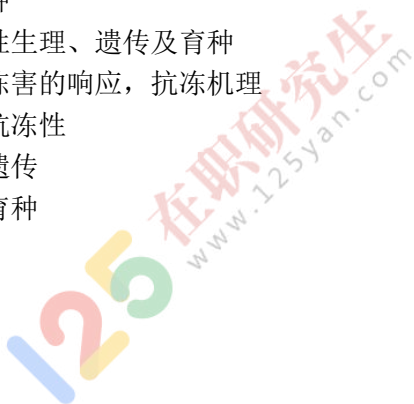 种
性生理、遗传及育种
冻害的响应，抗冻机理
抗冻性
遗传
育种
125在职研究生
www.125yan.com